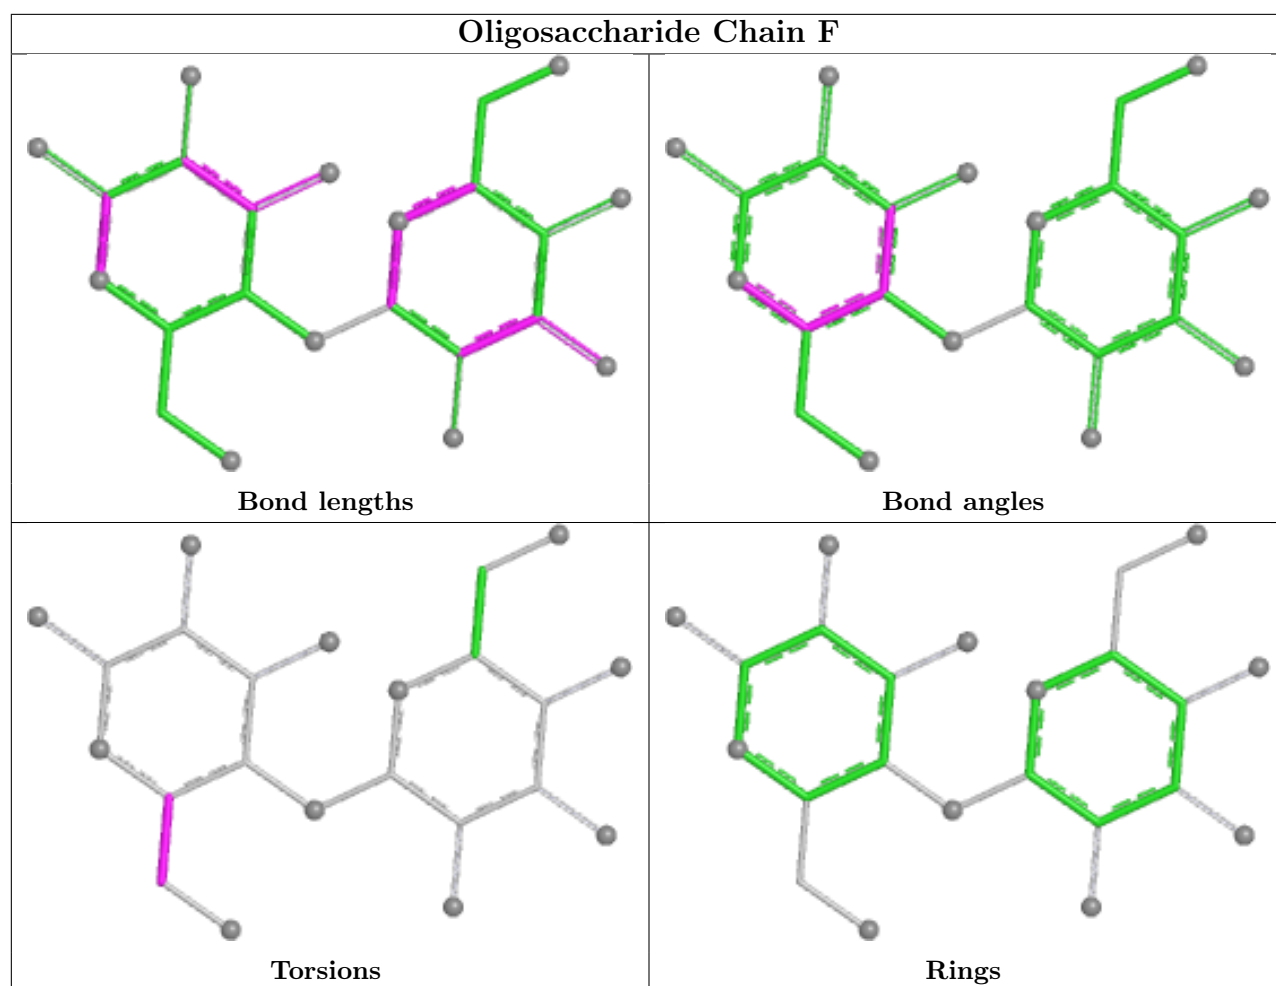 Oligosaccharide Chain F
Bond lengths
Bond angles
Torsions
Rings